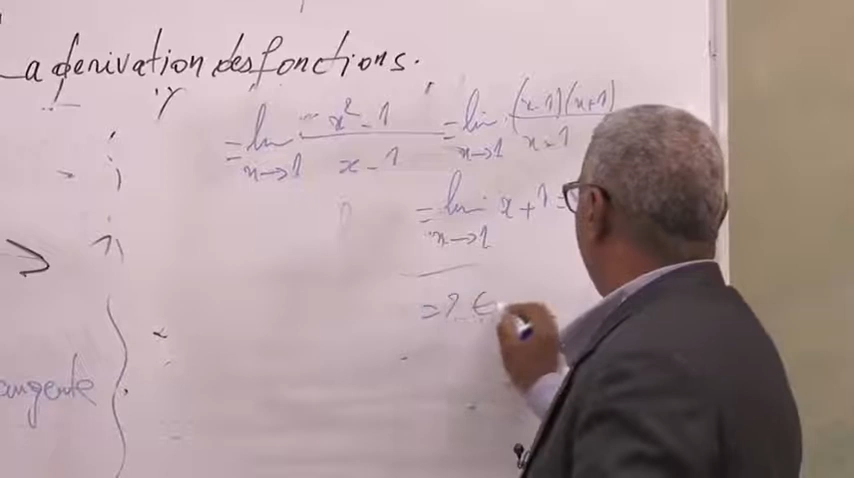 La derivation des fonctions.
= lim x→1 x² - 1 / x - 1 = lim x→1 (x-1)(x+1) / x-1
= lim x→1 x + 1 =
= 2 ∈
tangente